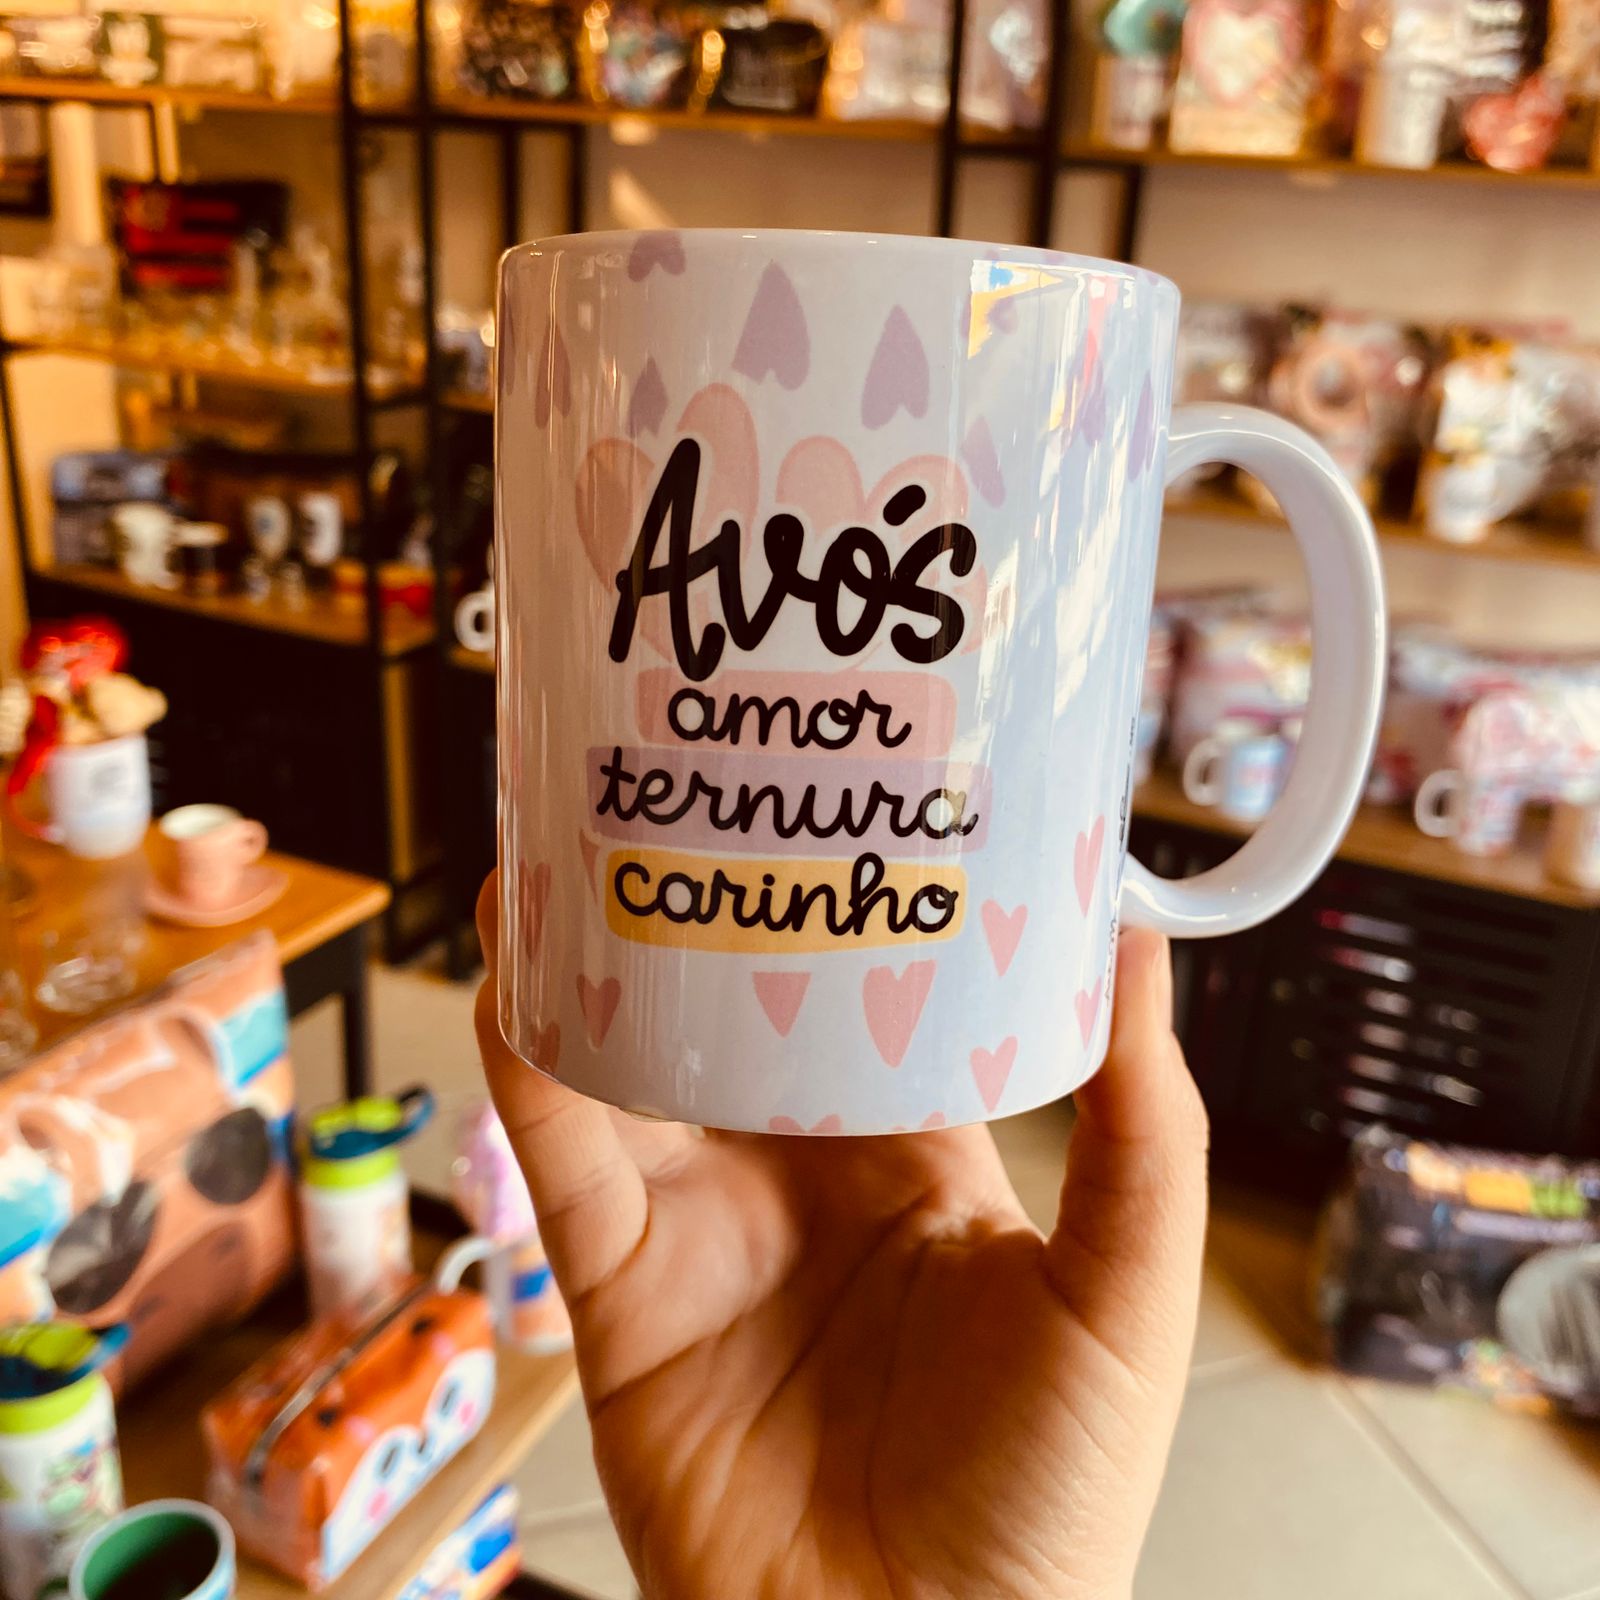 Avós
amor
ternura
carinho